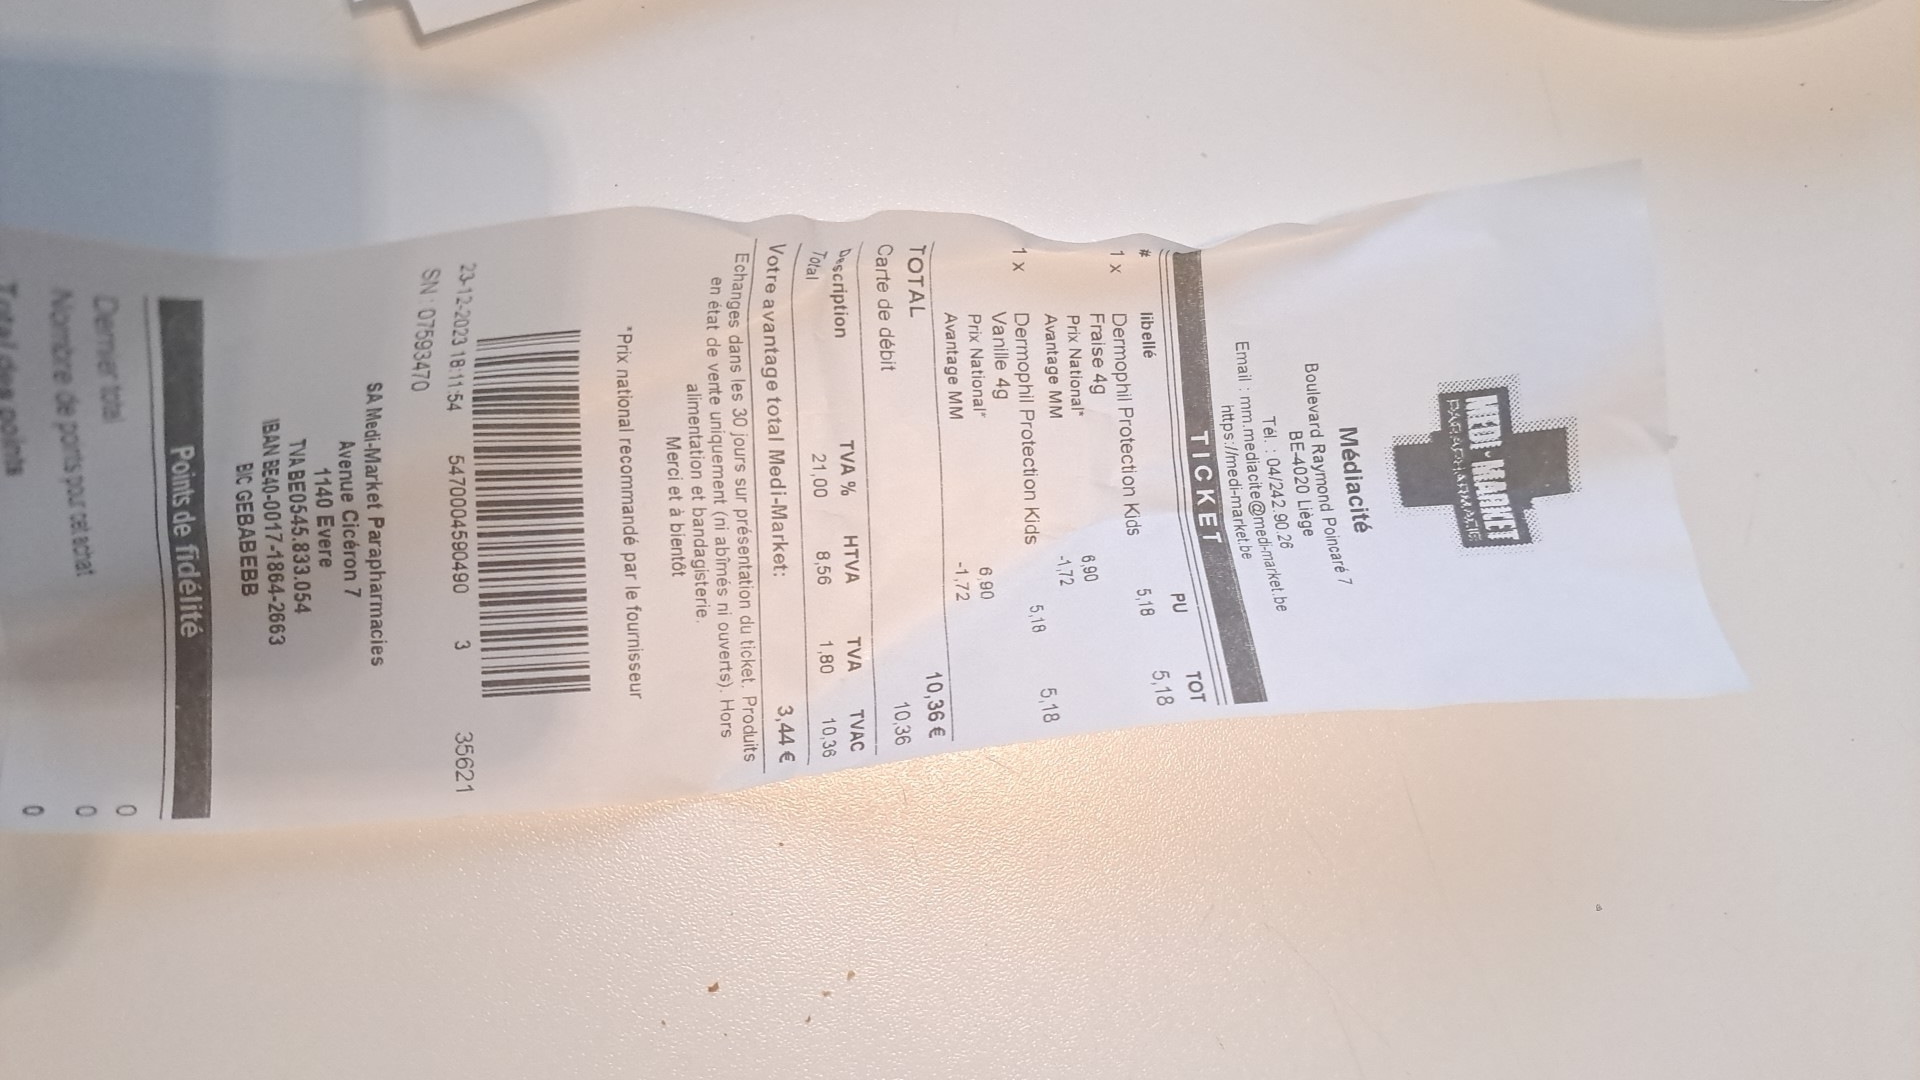 MEDI-MARKET
PARAPHARMACIE
Médiacité
Boulevard Raymond Poincaré 7
BE-4020 Liège
Tél. : 04/242.90.26
Email : mm.mediacite@medi-market.be
https://medi-market.be
TICKET
# libellé PU TOT
1 x Dermophil Protection Kids 5,18 5,18
Fraise 4g
Prix National* 6,90
Avantage MM -1,72
1 x Dermophil Protection Kids 5,18 5,18
Vanille 4g
Prix National* 6,90
Avantage MM -1,72
TOTAL 10,36 €
Carte de débit 10,36
Description TVA % HTVA TVA TVAC
Total 21,00 8,56 1,80 10,36
Votre avantage total Medi-Market: 3,44 €
Echanges dans les 30 jours sur présentation du ticket. Produits
en état de vente uniquement (ni abîmés ni ouverts). Hors
alimentation et bandagisterie.
Merci et à bientôt
*Prix national recommandé par le fournisseur
23-12-2023 18:11:54 5470004590490 3 35621
SN : 07593470
SA Medi-Market Parapharmacies
Avenue Cicéron 7
1140 Evere
TVA BE0545.833.054
IBAN BE40-0017-1864-2663
BIC GEBABEBB
Points de fidélité
Dernier total 0
Nombre de points pour cet achat 0
Total des points 0